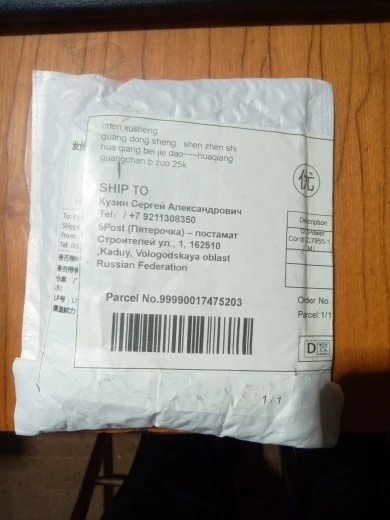 chen xusheng
guang dong sheng shen zhen shi
hua qiang bei jie dao----huaqiang
guangchan b zuo 25k
优
SHIP TO
Кузин Сергей Александрович
Tel: / +7 9211308350
5Post (Пятерочка) – постамат
Строителей ул., 1, 162510
,Kaduy, Vologodskaya oblast
Russian Federation
Parcel No.99990017475203
Order No.
Parcel:1/1
D
1 / 1